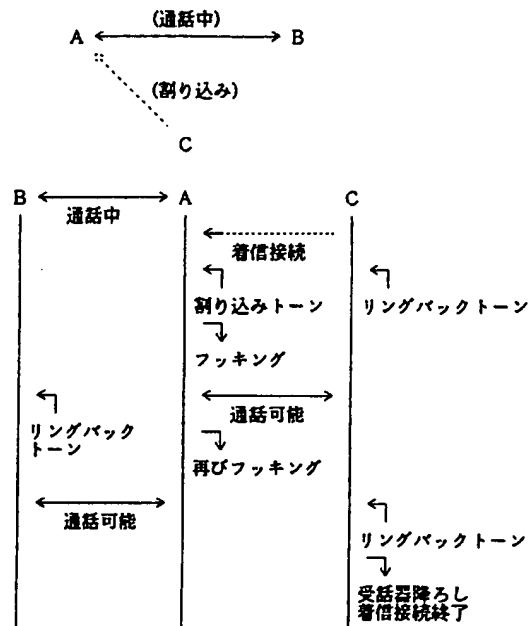 (通話中)
A B
(割り込み)
C
B A C
通話中
着信接続
割り込みトーン リングバックトーン
フッキング
通話可能
リングバック
トーン
再びフッキング
通話可能
リングバックトーン
受話器降ろし
着信接続終了